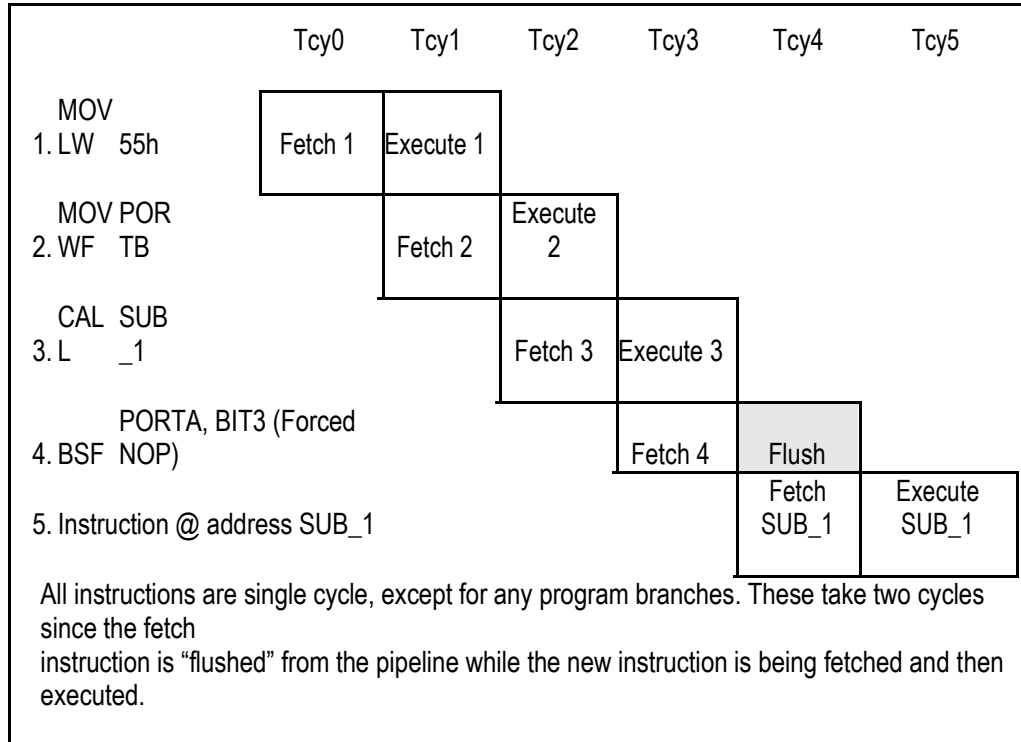 Tcy0 Tcy1 Tcy2 Tcy3 Tcy4 Tcy5
MOV
1. LW 55h Fetch 1 Execute 1
MOV POR Execute
2. WF TB Fetch 2 2
CAL SUB
3. L _1 Fetch 3 Execute 3
PORTA, BIT3 (Forced
4. BSF NOP) Fetch 4 Flush
Fetch Execute
5. Instruction @ address SUB_1 SUB_1 SUB_1
All instructions are single cycle, except for any program branches. These take two cycles
since the fetch
instruction is “flushed” from the pipeline while the new instruction is being fetched and then
executed.